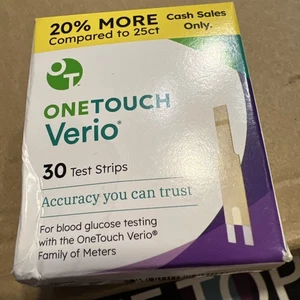 20% MORE
Compared to 25ct
Cash Sales
Only.
ONETOUCH
Verio®
30 Test Strips
Accuracy you can trust
For blood glucose testing
with the OneTouch Verio®
Family of Meters